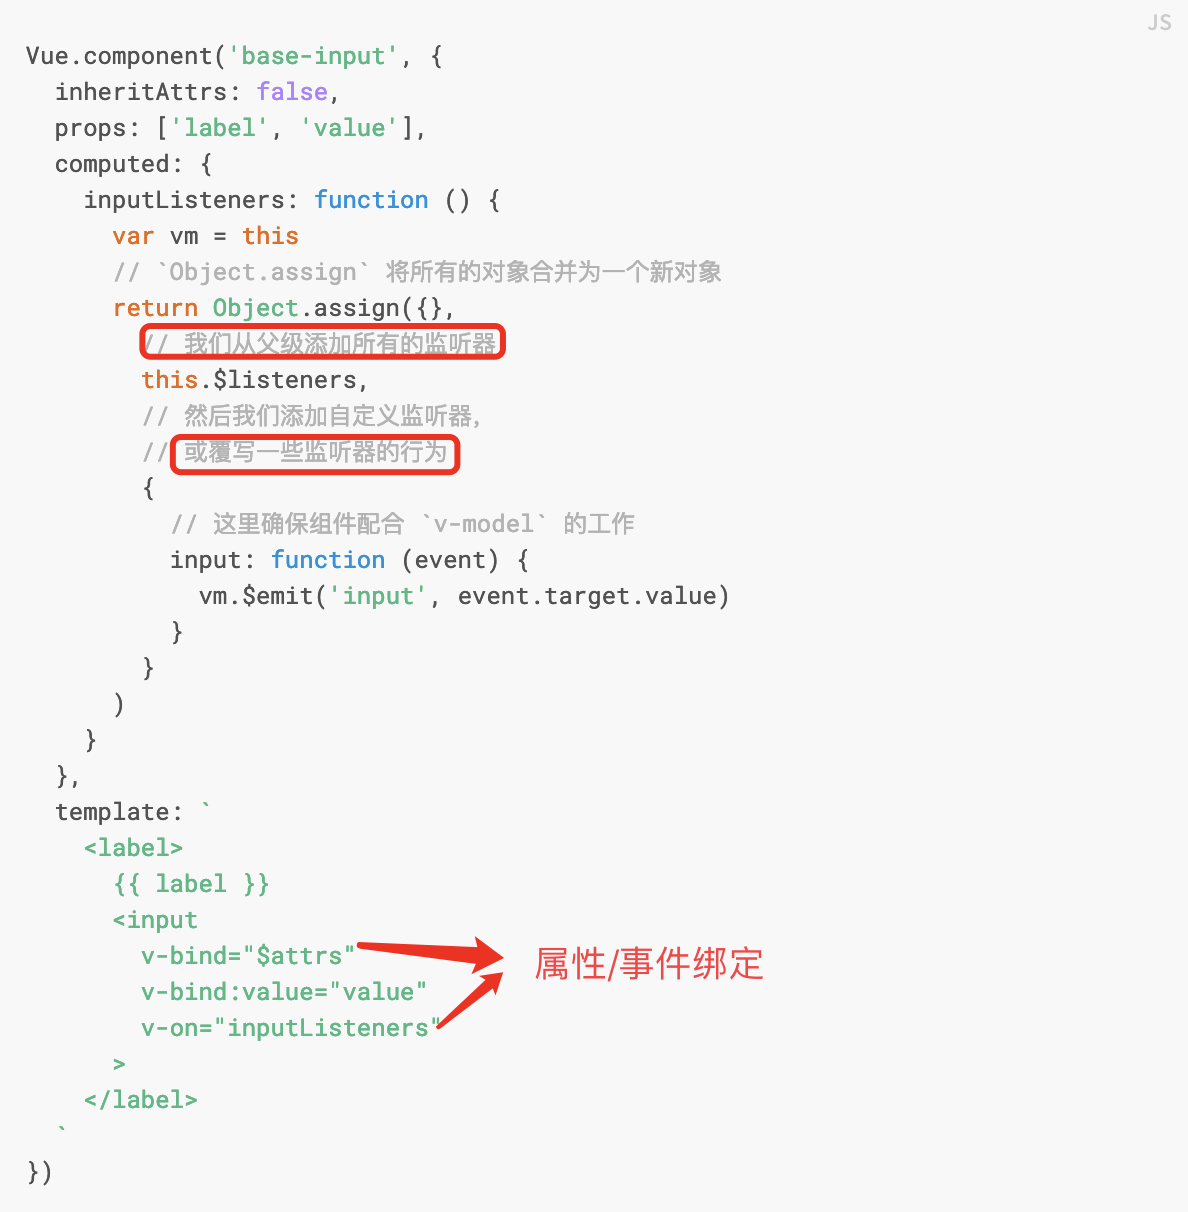 JS
Vue.component('base-input', {
  inheritAttrs: false,
  props: ['label', 'value'],
  computed: {
    inputListeners: function () {
      var vm = this
      // `Object.assign` 将所有的对象合并为一个新对象
      return Object.assign({},
        // 我们从父级添加所有的监听器
        this.$listeners,
        // 然后我们添加自定义监听器，
        // 或覆写一些监听器的行为
        {
          // 这里确保组件配合 `v-model` 的工作
          input: function (event) {
            vm.$emit('input', event.target.value)
          }
        }
      )
    }
  },
  template: `
    <label>
      {{ label }}
      <input
        v-bind="$attrs"
属性/事件绑定
        v-bind:value="value"
        v-on="inputListeners"
      >
    </label>
  `
})